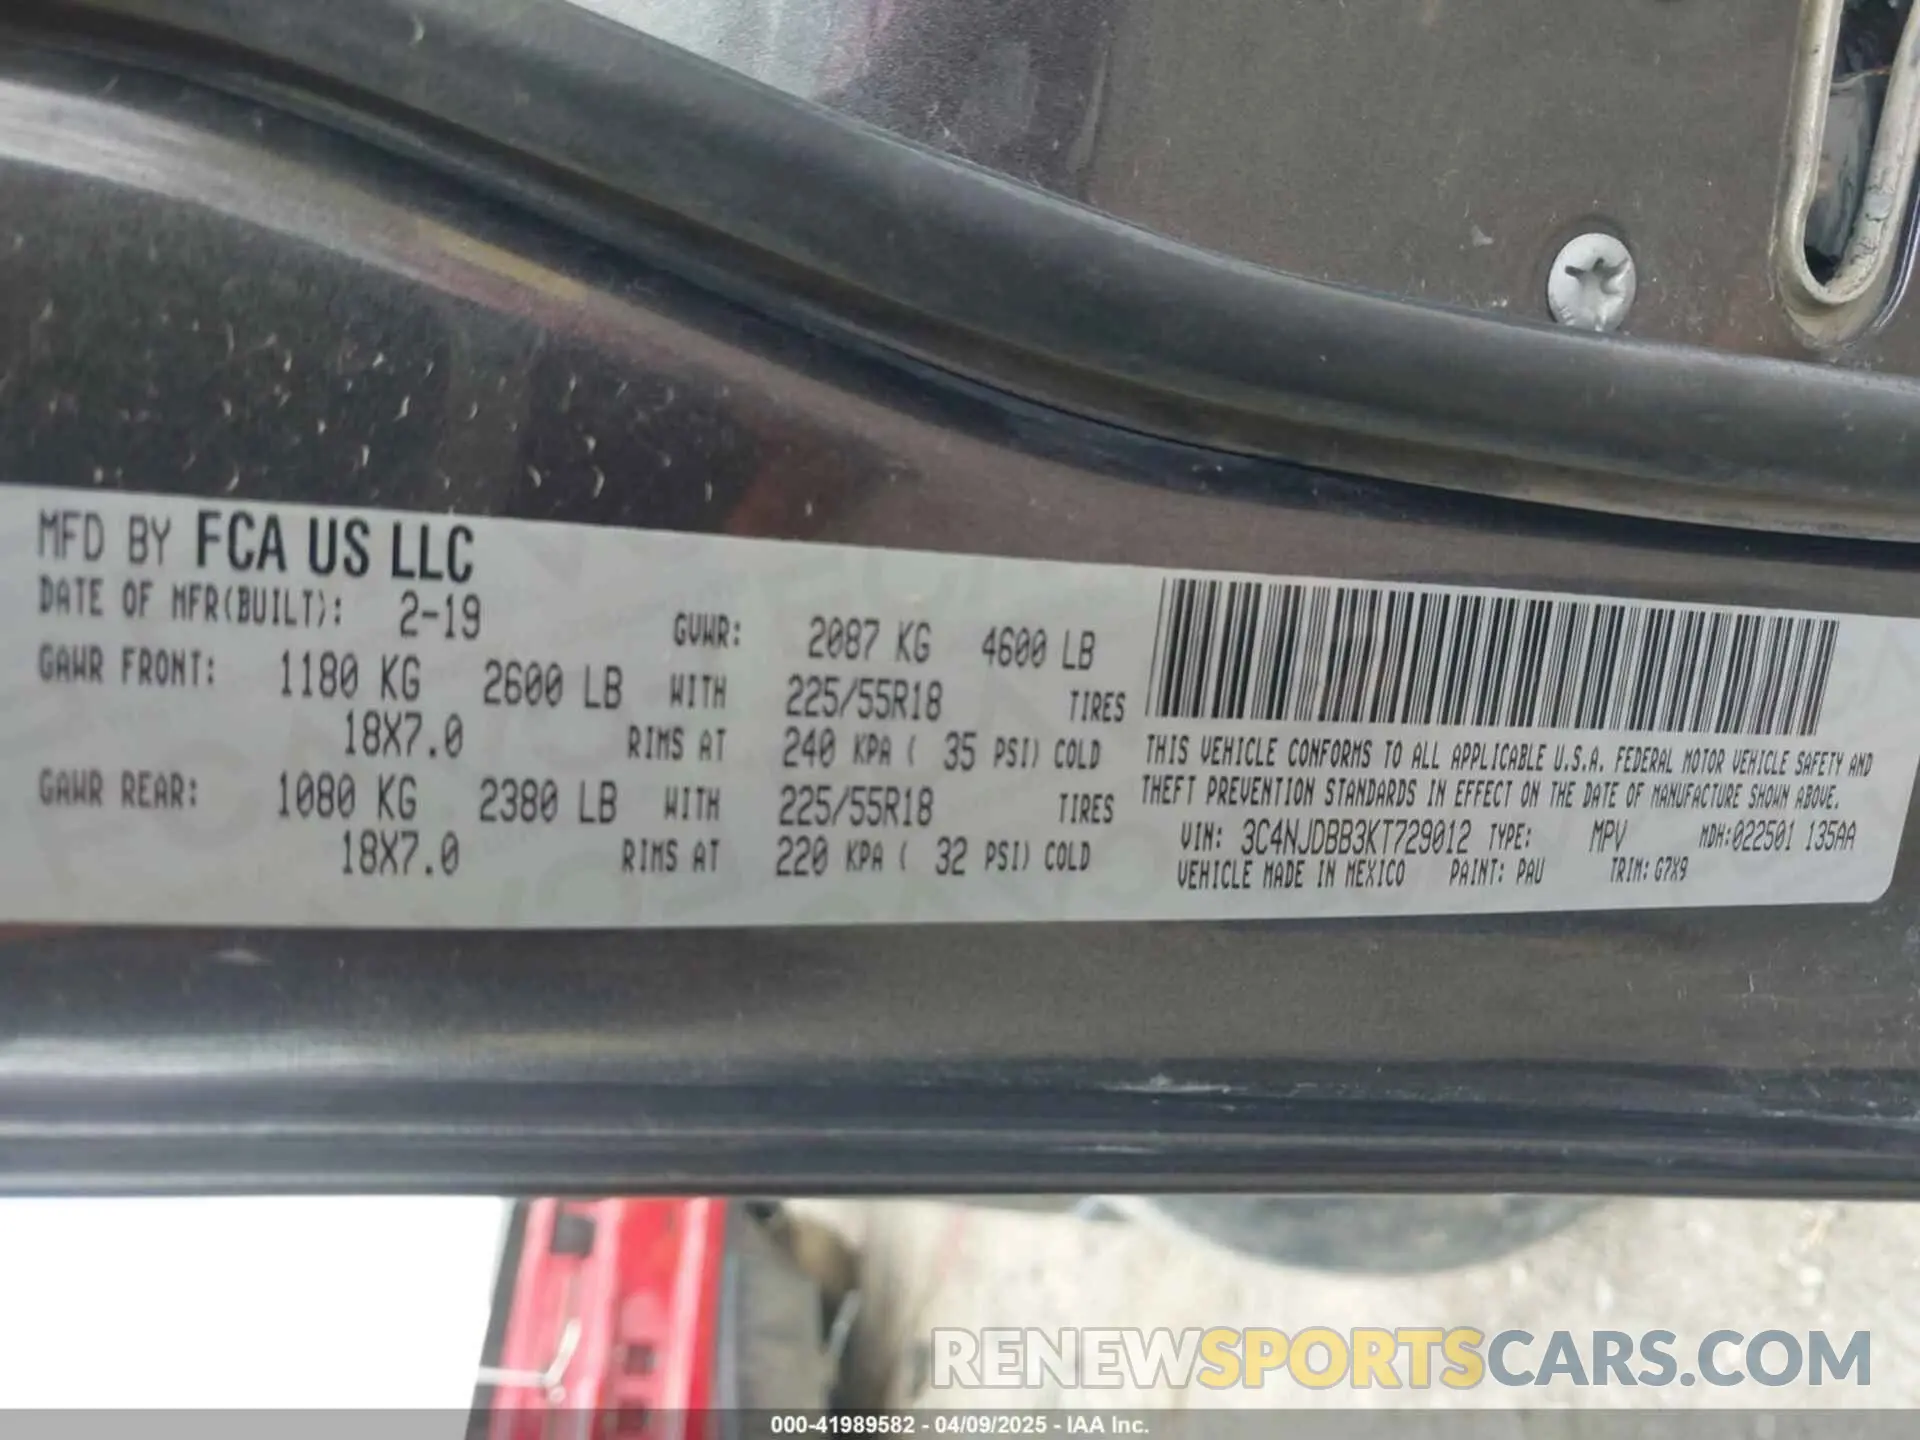 MFD BY FCA US LLC
DATE OF MFR(BUILT): 2-19 GVWR: 2087 KG 4600 LB
GAWR FRONT: 1180 KG 2600 LB WITH 225/55R18 TIRES
18X7.0 RIMS AT 240 KPA ( 35 PSI) COLD
GAWR REAR: 1080 KG 2380 LB WITH 225/55R18 TIRES
18X7.0 RIMS AT 220 KPA ( 32 PSI) COLD
THIS VEHICLE CONFORMS TO ALL APPLICABLE U.S.A. FEDERAL MOTOR VEHICLE SAFETY AND
THEFT PREVENTION STANDARDS IN EFFECT ON THE DATE OF MANUFACTURE SHOWN ABOVE.
VIN: 3C4NJDBB3KT729012 TYPE: MPV MDH:022501 135AA
VEHICLE MADE IN MEXICO PAINT: PAU TRIM: G7X9
RENEWSPORTSCARS.COM
000-41989582 - 04/09/2025 - IAA Inc.